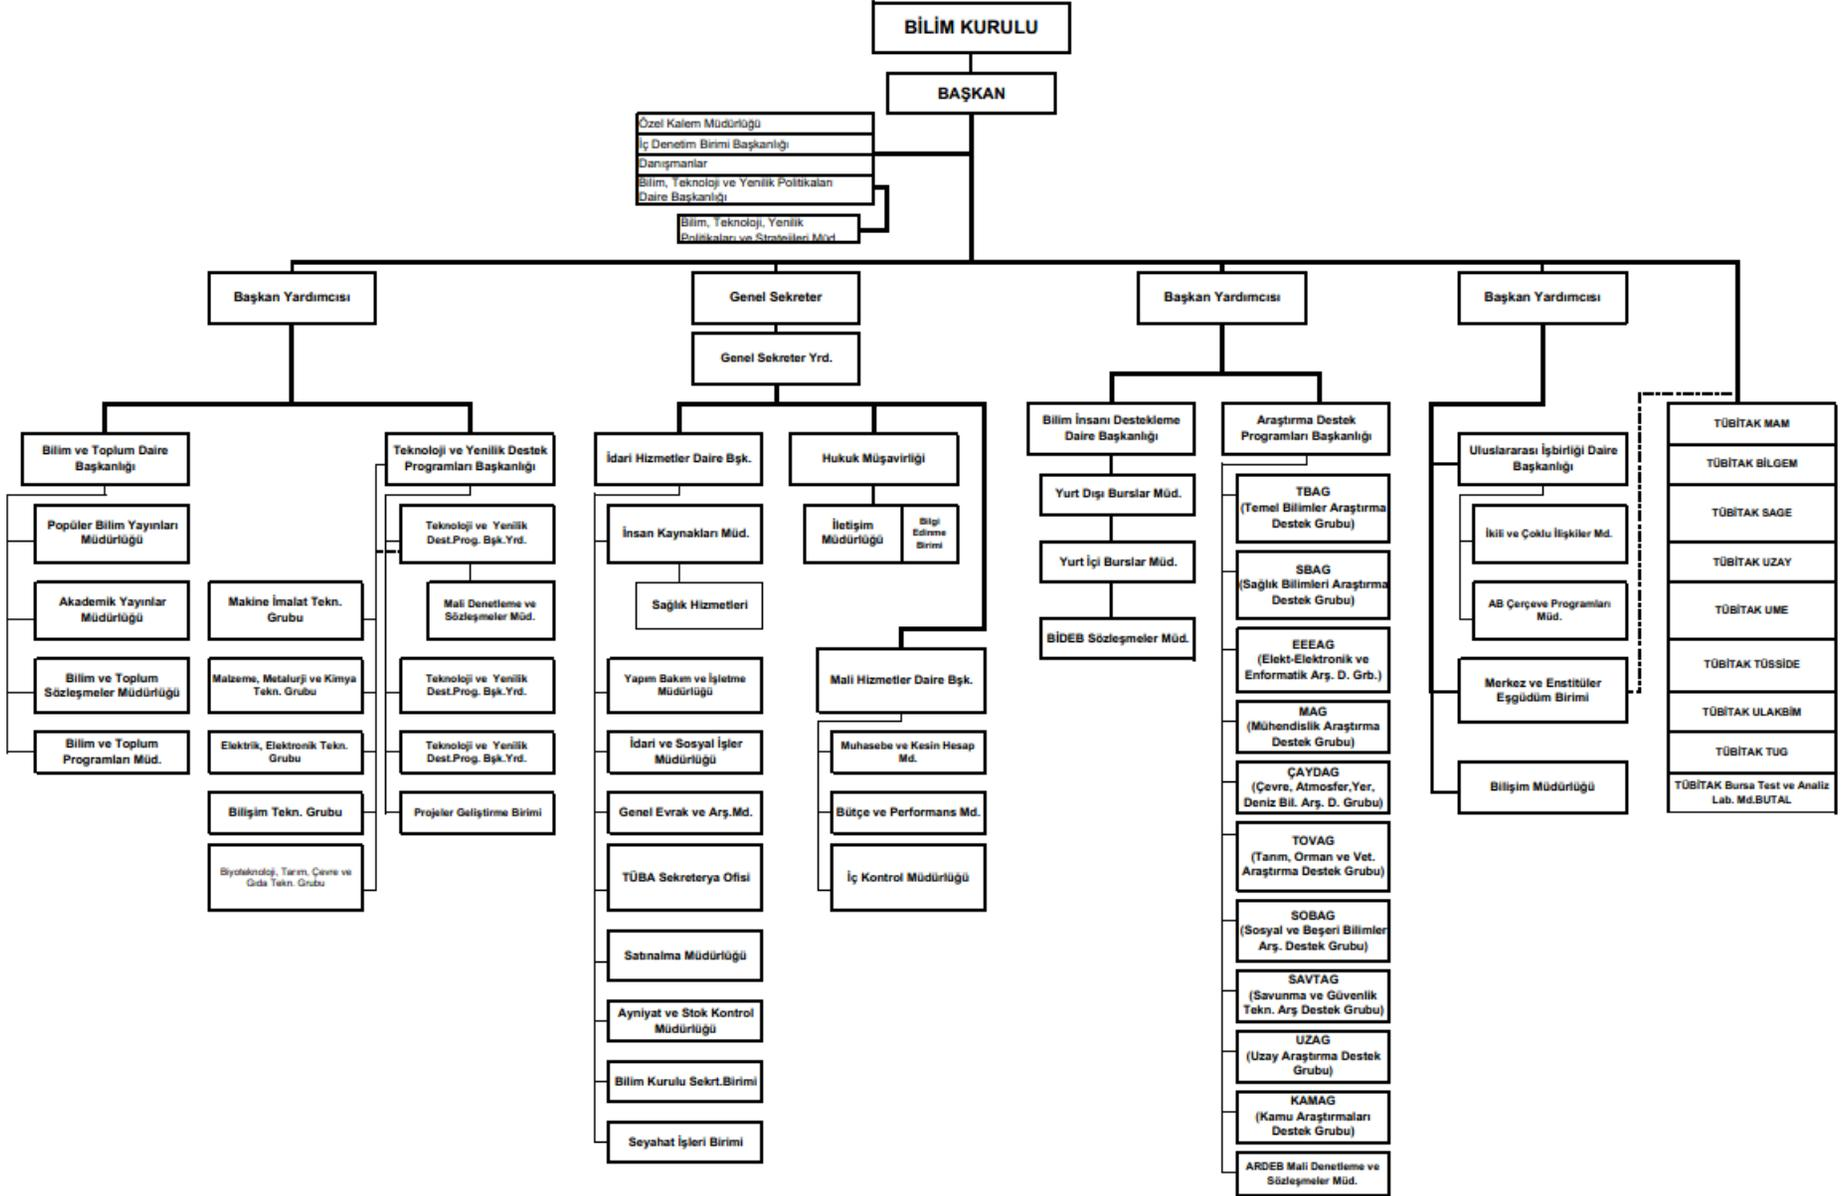 BİLİM KURULU
BAŞKAN
Özel Kalem Müdürlüğü
İç Denetim Birimi Başkanlığı
Danışmanlar
Bilim, Teknoloji ve Yenilik Politikaları
Daire Başkanlığı
Bilim, Teknoloji, Yenilik
Politikaları ve Stratejileri Müd.
Başkan Yardımcısı
Genel Sekreter
Başkan Yardımcısı
Başkan Yardımcısı
Genel Sekreter Yrd.
Bilim ve Toplum Daire
Başkanlığı
Popüler Bilim Yayınları
Müdürlüğü
Akademik Yayınlar
Müdürlüğü
Bilim ve Toplum
Sözleşmeler Müdürlüğü
Bilim ve Toplum
Programları Müd.
Teknoloji ve Yenilik Destek
Programları Başkanlığı
Makine İmalat Tekn.
Grubu
Malzeme, Metalurji ve Kimya
Tekn. Grubu
Elektrik, Elektronik Tekn.
Grubu
Bilişim Tekn. Grubu
Biyoteknoloji, Tarım, Çevre ve
Gıda Tekn. Grubu
Teknoloji ve Yenilik
Dest.Prog. Bşk.Yrd.
Mali Denetleme ve
Sözleşmeler Müd.
Teknoloji ve Yenilik
Dest.Prog. Bşk.Yrd.
Teknoloji ve Yenilik
Dest.Prog. Bşk.Yrd.
Projeler Geliştirme Birimi
İdari Hizmetler Daire Bşk.
İnsan Kaynakları Müd.
Sağlık Hizmetleri
Yapım Bakım ve İşletme
Müdürlüğü
İdari ve Sosyal İşler
Müdürlüğü
Genel Evrak ve Arş.Md.
TÜBA Sekreterya Ofisi
Satınalma Müdürlüğü
Ayniyat ve Stok Kontrol
Müdürlüğü
Bilim Kurulu Sekrt.Birimi
Seyahat İşleri Birimi
Hukuk Müşavirliği
İletişim
Müdürlüğü
Bilgi
Edinme
Birimi
Mali Hizmetler Daire Bşk.
Muhasebe ve Kesin Hesap
Md.
Bütçe ve Performans Md.
İç Kontrol Müdürlüğü
Bilim İnsanı Destekleme
Daire Başkanlığı
Yurt Dışı Burslar Müd.
Yurt İçi Burslar Müd.
BİDEB Sözleşmeler Müd.
Araştırma Destek
Programları Başkanlığı
TBAG
(Temel Bilimler Araştırma
Destek Grubu)
SBAG
(Sağlık Bilimleri Araştırma
Destek Grubu)
EEEAG
(Elekt-Elektronik ve
Enformatik Arş. D. Grb.)
MAG
(Mühendislik Araştırma
Destek Grubu)
ÇAYDAG
(Çevre, Atmosfer,Yer,
Deniz Bil. Arş. D. Grubu)
TOVAG
(Tarım, Orman ve Vet.
Araştırma Destek Grubu)
SOBAG
(Sosyal ve Beşeri Bilimler
Arş. Destek Grubu)
SAVTAG
(Savunma ve Güvenlik
Tekn. Arş Destek Grubu)
UZAG
(Uzay Araştırma Destek
Grubu)
KAMAG
(Kamu Araştırmaları
Destek Grubu)
ARDEB Mali Denetleme ve
Sözleşmeler Müd.
Uluslararası İşbirliği Daire
Başkanlığı
İkili ve Çoklu İlişkiler Md.
AB Çerçeve Programları
Müd.
Merkez ve Enstitüler
Eşgüdüm Birimi
Bilişim Müdürlüğü
TÜBİTAK MAM
TÜBİTAK BİLGEM
TÜBİTAK SAGE
TÜBİTAK UZAY
TÜBİTAK UME
TÜBİTAK TÜSSİDE
TÜBİTAK ULAKBİM
TÜBİTAK TUG
TÜBİTAK Bursa Test ve Analiz
Lab. Md.BUTAL